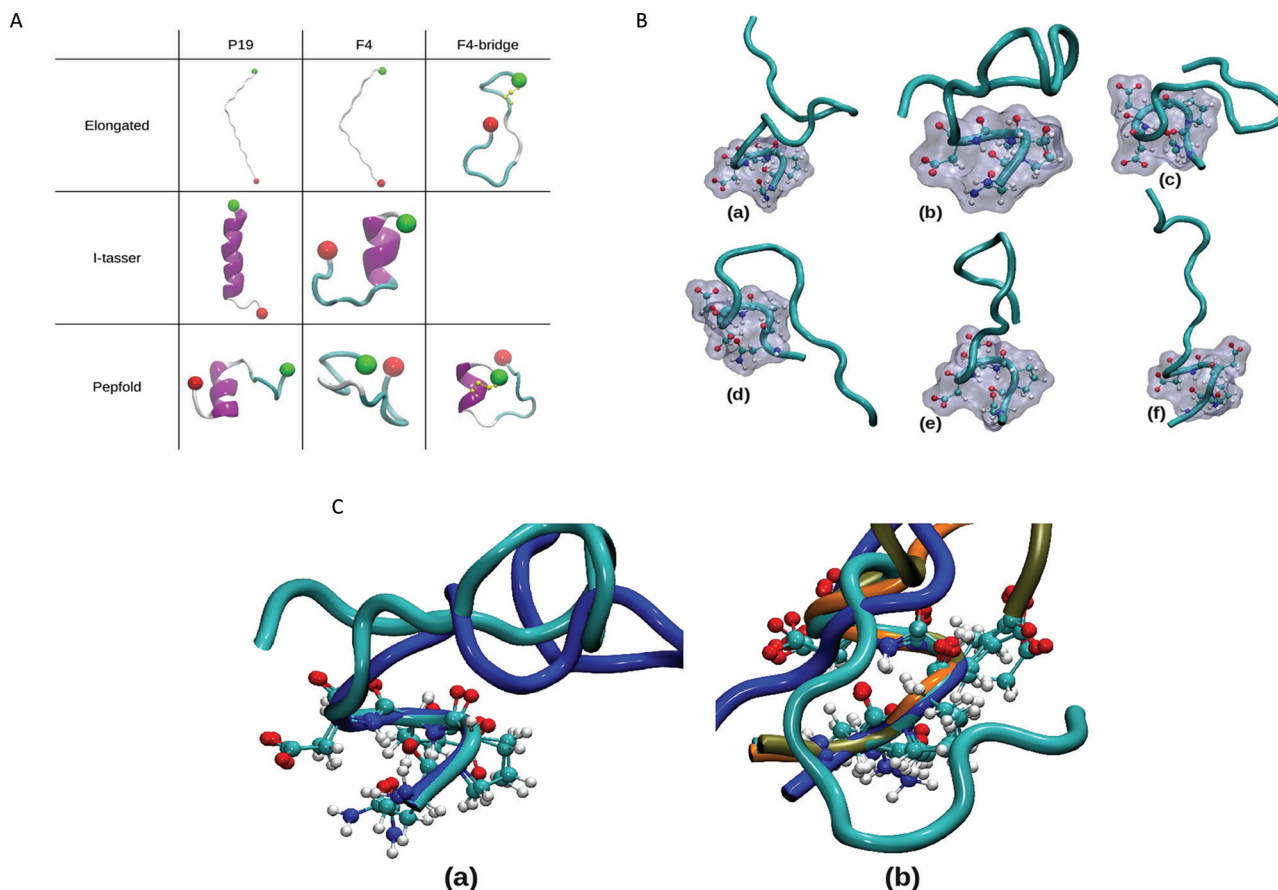 A
P19 F4 F4-bridge
Elongated
I-tasser
Pepfold
B
(a) (b) (c)
(d) (e) (f)
C
(a) (b)